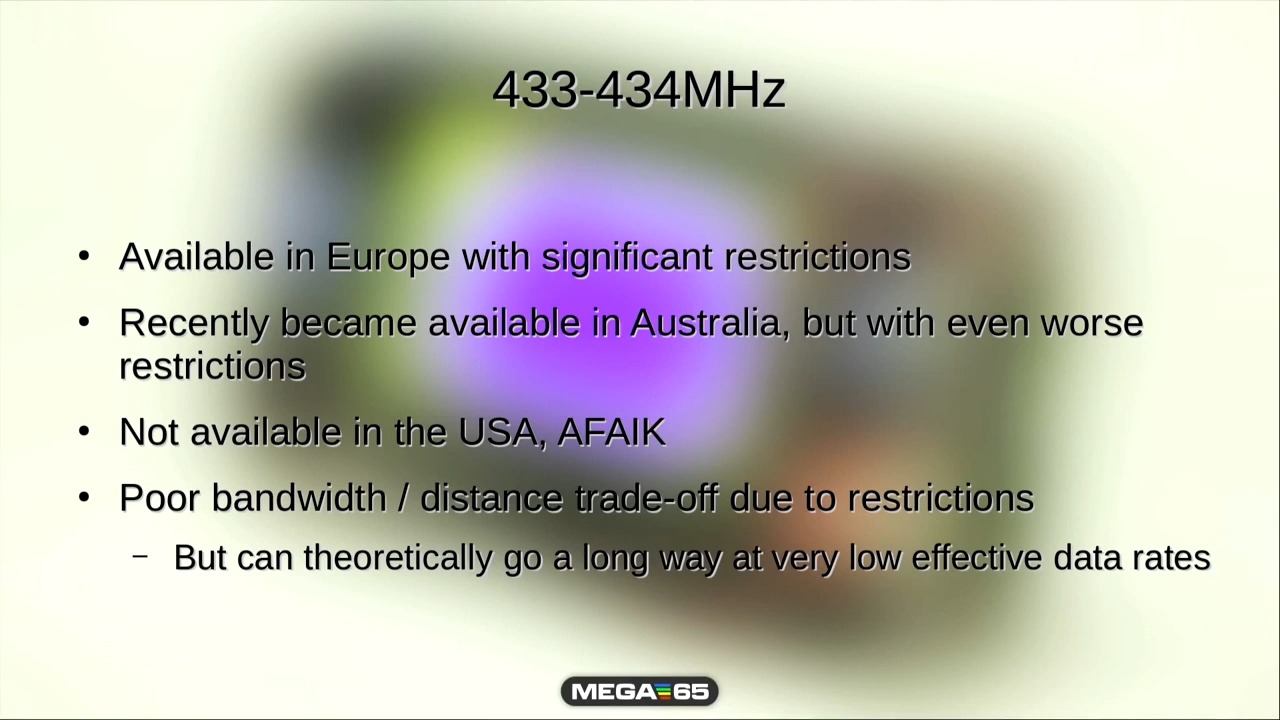 433-434MHz
• Available in Europe with significant restrictions
• Recently became available in Australia, but with even worse
restrictions
• Not available in the USA, AFAIK
• Poor bandwidth / distance trade-off due to restrictions
– But can theoretically go a long way at very low effective data rates
MEGA 65